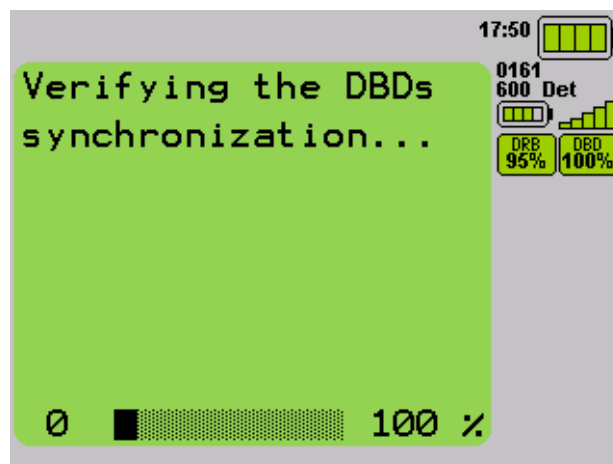 17:50
Verifying the DBDs
synchronization...
0161
600 Det
DRB
95%
DBD
100%
0 100 %